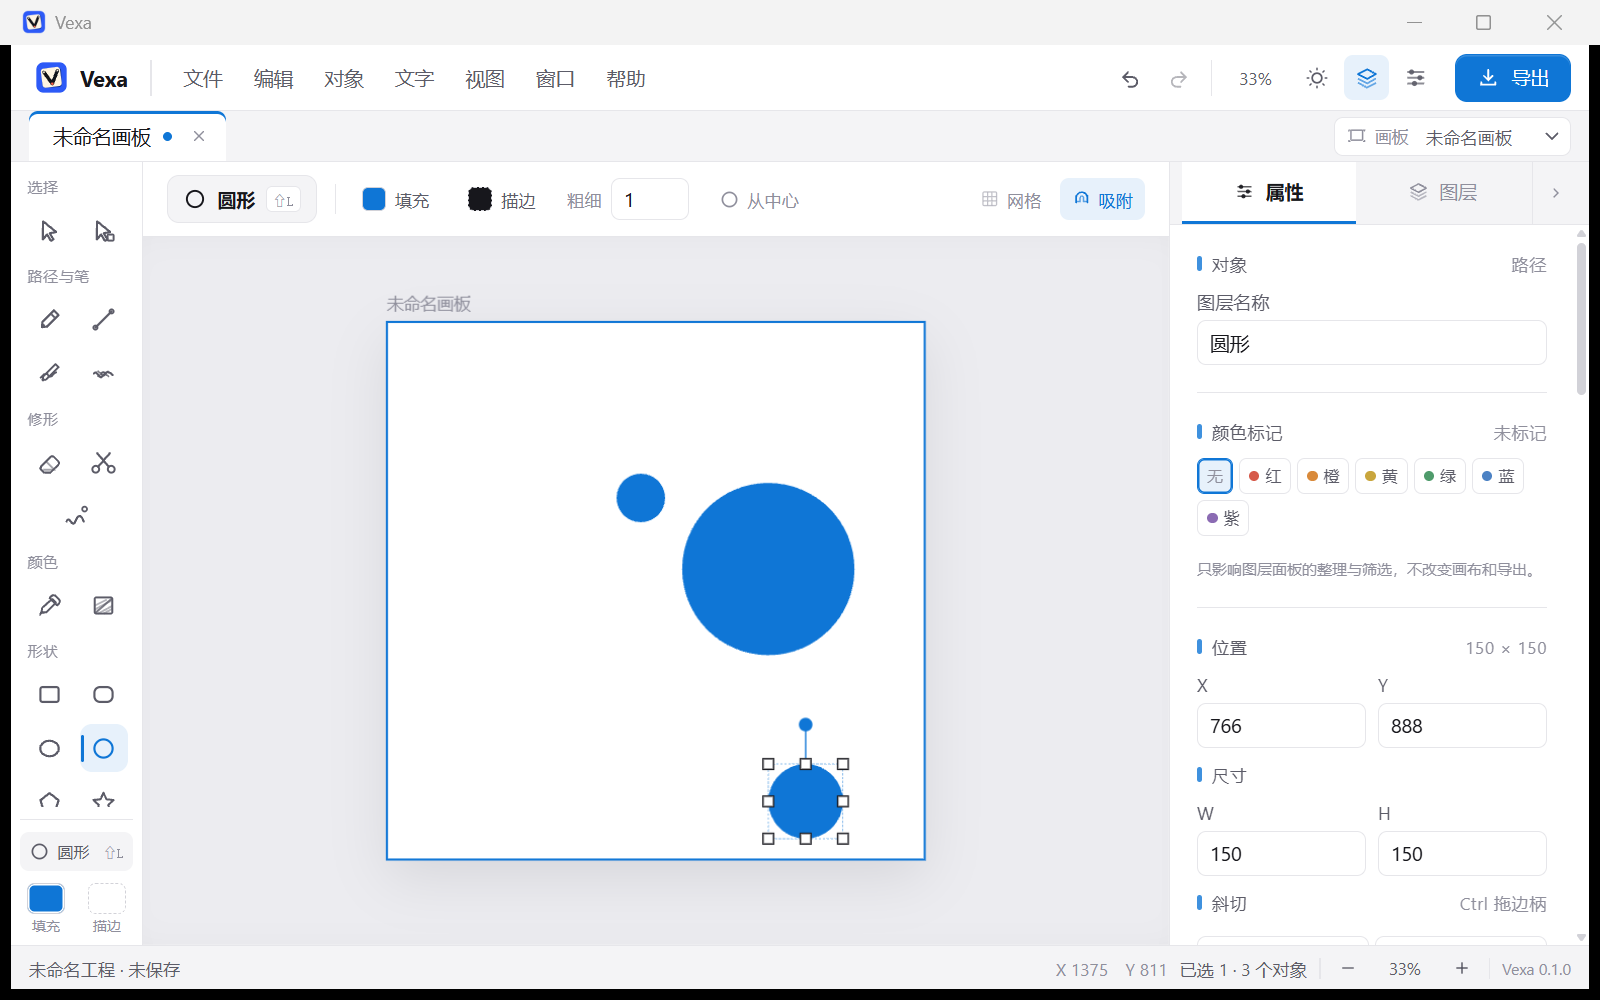 Vexa
Vexa 文件 编辑 对象 文字 视图 窗口 帮助 33% 导出
未命名画板 画板 未命名画板
选择
圆形 ⇧L 填充 描边 粗细 1 从中心 网格 吸附
属性 图层
路径与笔
修形
颜色
形状
圆形 ⇧L
填充 描边
未命名画板
对象 路径
图层名称
圆形
颜色标记 未标记
无 红 橙 黄 绿 蓝
紫
只影响图层面板的整理与筛选，不改变画布和导出。
位置 150 × 150
X Y
766 888
尺寸
W H
150 150
斜切 Ctrl 拖边柄
未命名工程 · 未保存 X 1375 Y 811 已选 1 · 3 个对象 33% Vexa 0.1.0